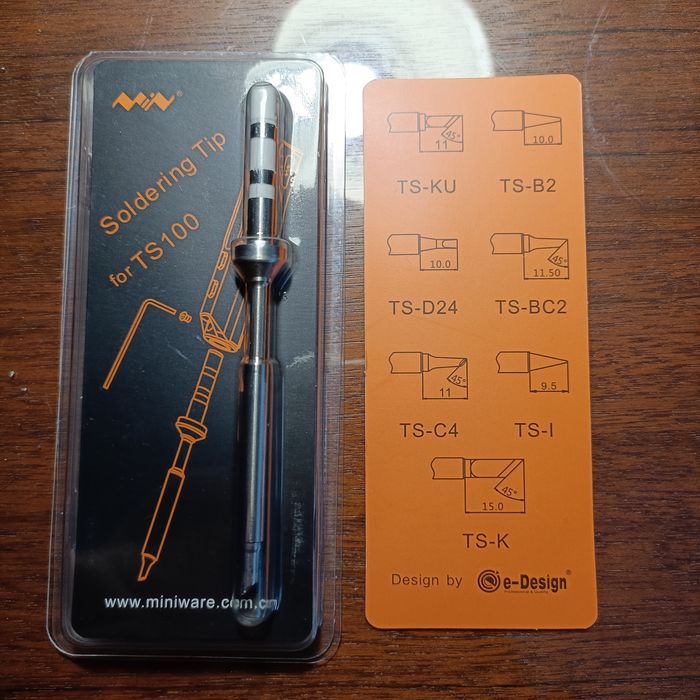 MiNi
Soldering Tip
for TS100
www.miniware.com.cn
45°
11
10.0
TS-KU
TS-B2
10.0
45°
11.50
TS-D24
TS-BC2
45°
11
9.5
TS-C4
TS-I
45°
15.0
TS-K
Design by e-Design®
Professional & Quality